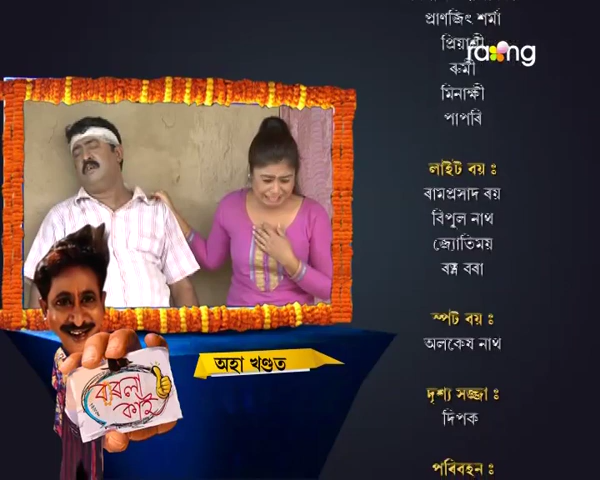 প্ৰাণজিং শৰ্মা
rang
ৰুমী
মিনাক্ষী
পাপৰি
লাইট বয় ঃ
ৰামপ্ৰসাদ ৰয়
বিপুল নাথ
জ্যোতিময়
ৰত্ন বৰা
স্পট বয় ঃ
অলকেষ নাথ
দৃশ্য সজ্জা ঃ
দিপক
পৰিবহন ঃ
অহা খণ্ডত
বৰলা
কাই